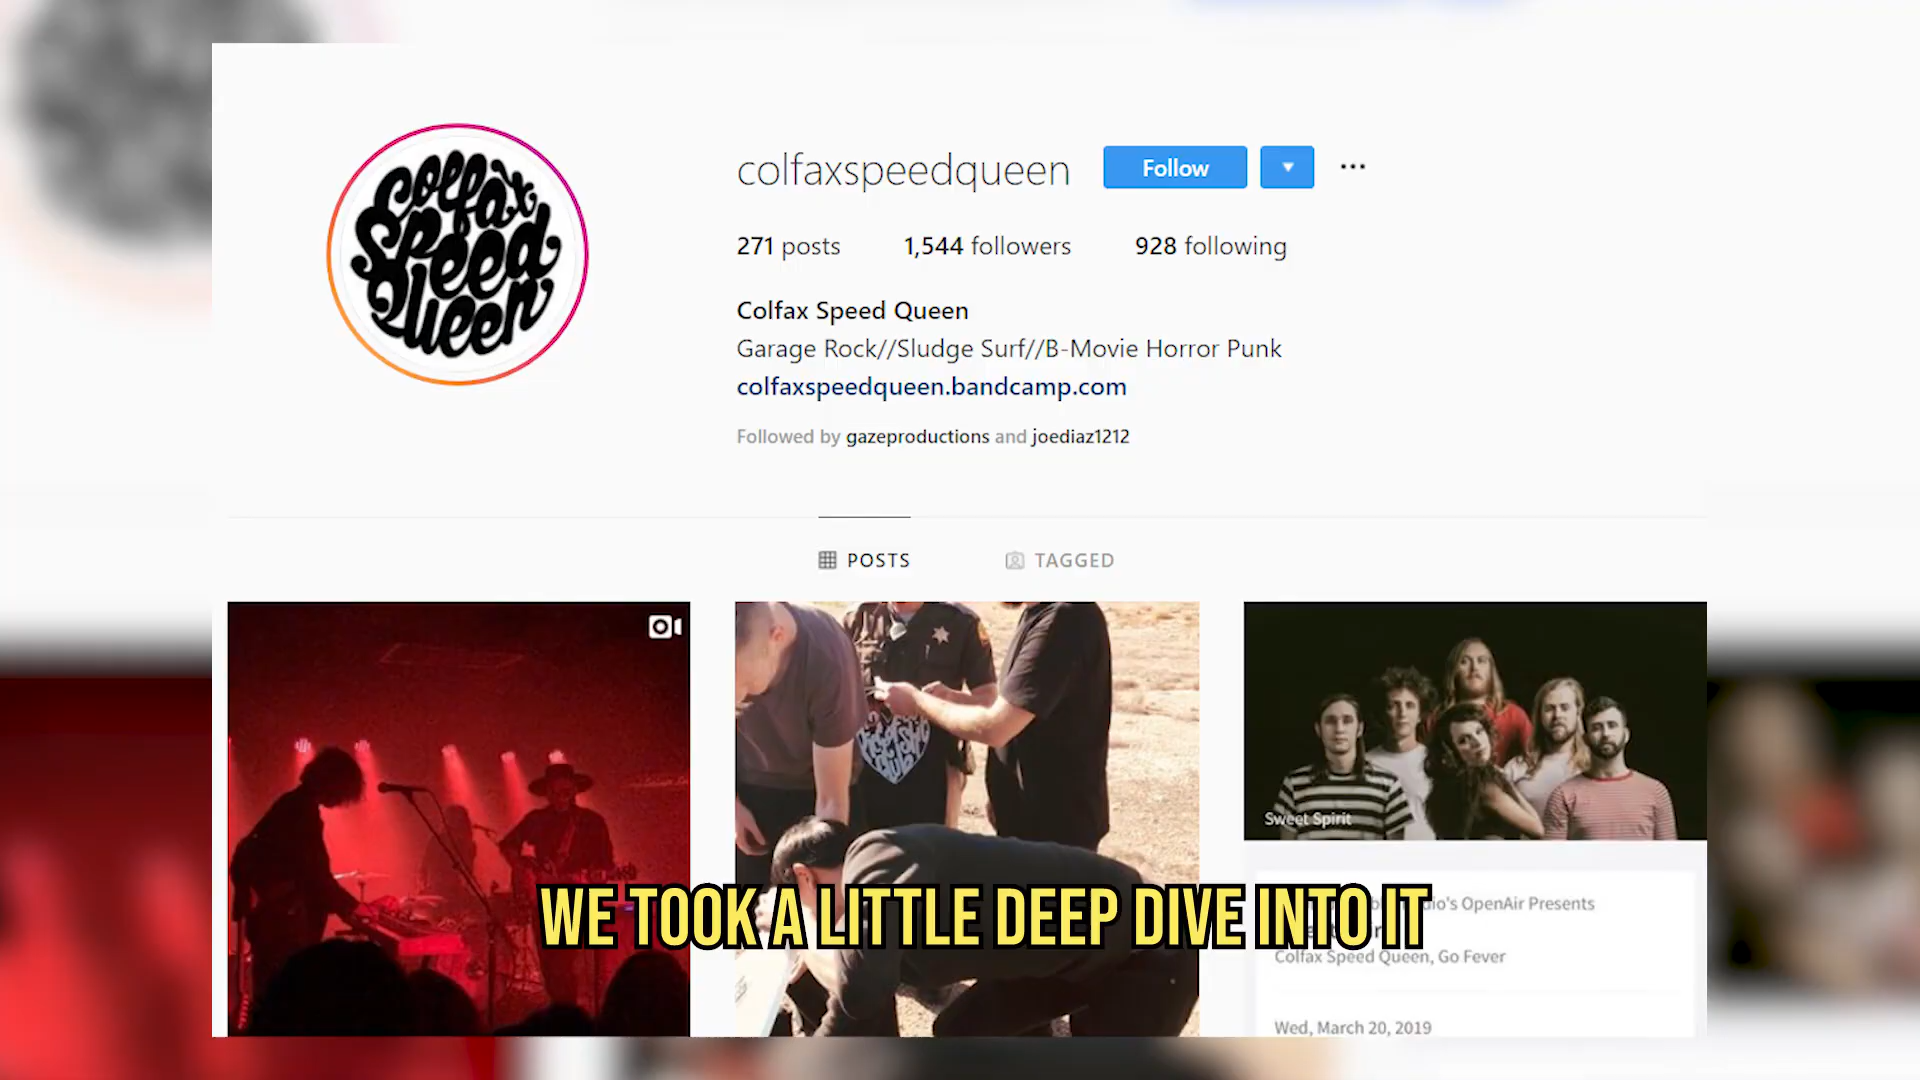 Colfax
Speed
Queen
colfaxspeedqueen
Follow
271 posts
1,544 followers
928 following
Colfax Speed Queen
Garage Rock//Sludge Surf//B-Movie Horror Punk
colfaxspeedqueen.bandcamp.com
Followed by gazeproductions and joediaz1212
POSTS
TAGGED
Sweet Spirit
OpenAir Presents
Colfax Speed Queen, Go Fever
Wed, March 20, 2019
WE TOOK A LITTLE DEEP DIVE INTO IT